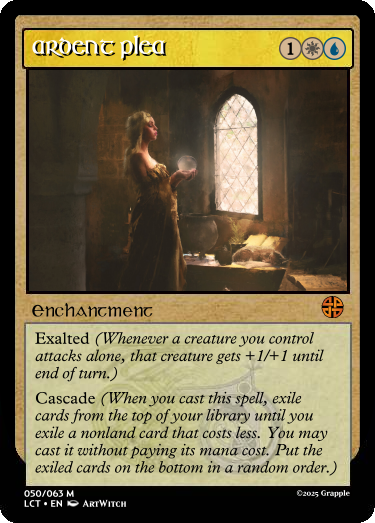 Ardent Plea
1
Enchantment
Exalted (Whenever a creature you control
attacks alone, that creature gets +1/+1 until
end of turn.)
Cascade (When you cast this spell, exile
cards from the top of your library until you
exile a nonland card that costs less. You may
cast it without paying its mana cost. Put the
exiled cards on the bottom in a random order.)
050/063 M
LCT • EN ArtWitch
©2025 Grapple